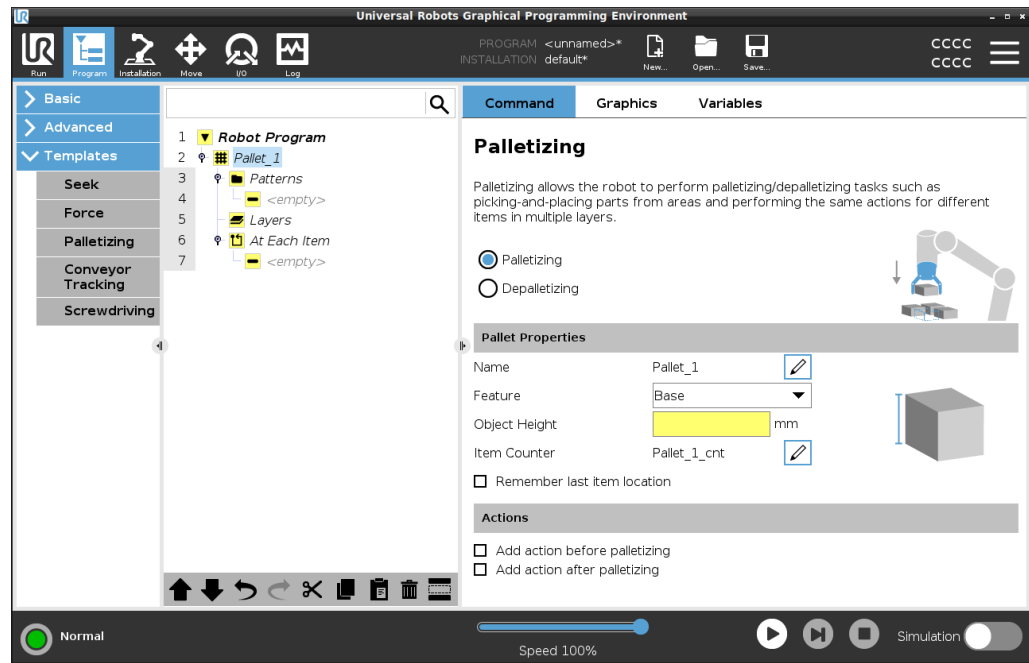 UR
Universal Robots Graphical Programming Environment
UR
Run
Program
Installation
Move
I/O
Log
PROGRAM <unnamed>*
INSTALLATION default*
New...
Open...
Save...
CCCC
CCCC
Basic
Advanced
Templates
Seek
Force
Palletizing
Conveyor
Tracking
Screwdriving
1 Robot Program
2 Pallet_1
3 Patterns
4 <empty>
5 Layers
6 At Each Item
7 <empty>
Command Graphics Variables
Palletizing
Palletizing allows the robot to perform palletizing/depalletizing tasks such as
picking-and-placing parts from areas and performing the same actions for different
items in multiple layers.
Palletizing
Depalletizing
Pallet Properties
Name Pallet_1
Feature Base
Object Height mm
Item Counter Pallet_1_cnt
Remember last item location
Actions
Add action before palletizing
Add action after palletizing
Normal
Speed 100%
Simulation